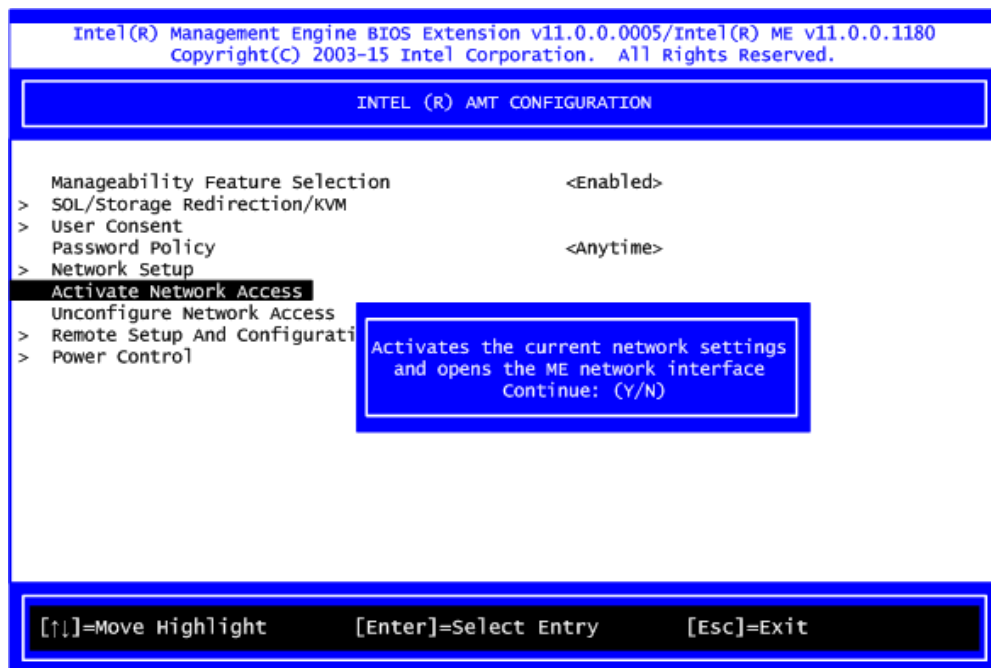 Intel(R) Management Engine BIOS Extension v11.0.0.0005/Intel(R) ME v11.0.0.1180
Copyright(C) 2003-15 Intel Corporation. All Rights Reserved.
INTEL (R) AMT CONFIGURATION
Manageability Feature Selection <Enabled>
> SOL/Storage Redirection/KVM
> User Consent
Password Policy <Anytime>
> Network Setup
Activate Network Access
Unconfigure Network Access
> Remote Setup And Configurati
> Power Control
Activates the current network settings
and opens the ME network interface
Continue: (Y/N)
[↑↓]=Move Highlight [Enter]=Select Entry [Esc]=Exit